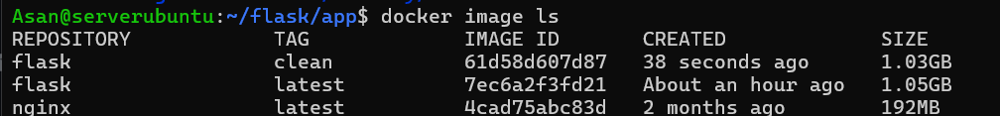 Asan@serverubuntu:~/flask/app$ docker image ls
REPOSITORY TAG IMAGE ID CREATED SIZE
flask clean 61d58d607d87 38 seconds ago 1.03GB
flask latest 7ec6a2f3fd21 About an hour ago 1.05GB
nginx latest 4cad75abc83d 2 months ago 192MB